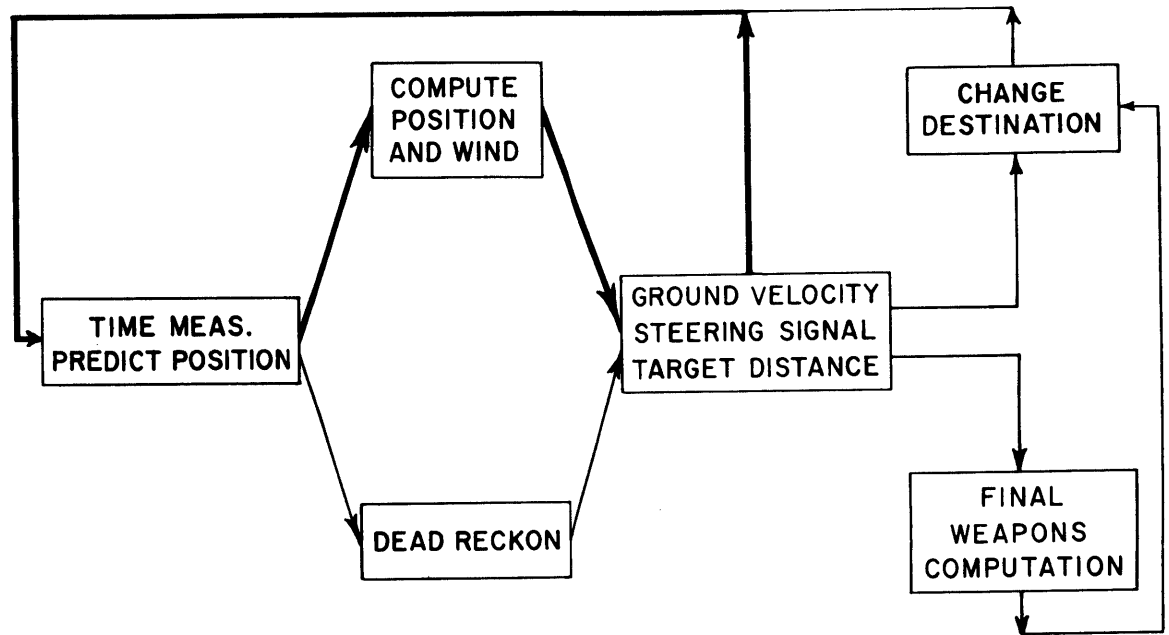 COMPUTE
POSITION
AND WIND
CHANGE
DESTINATION
TIME MEAS.
PREDICT POSITION
GROUND VELOCITY
STEERING SIGNAL
TARGET DISTANCE
DEAD RECKON
FINAL
WEAPONS
COMPUTATION